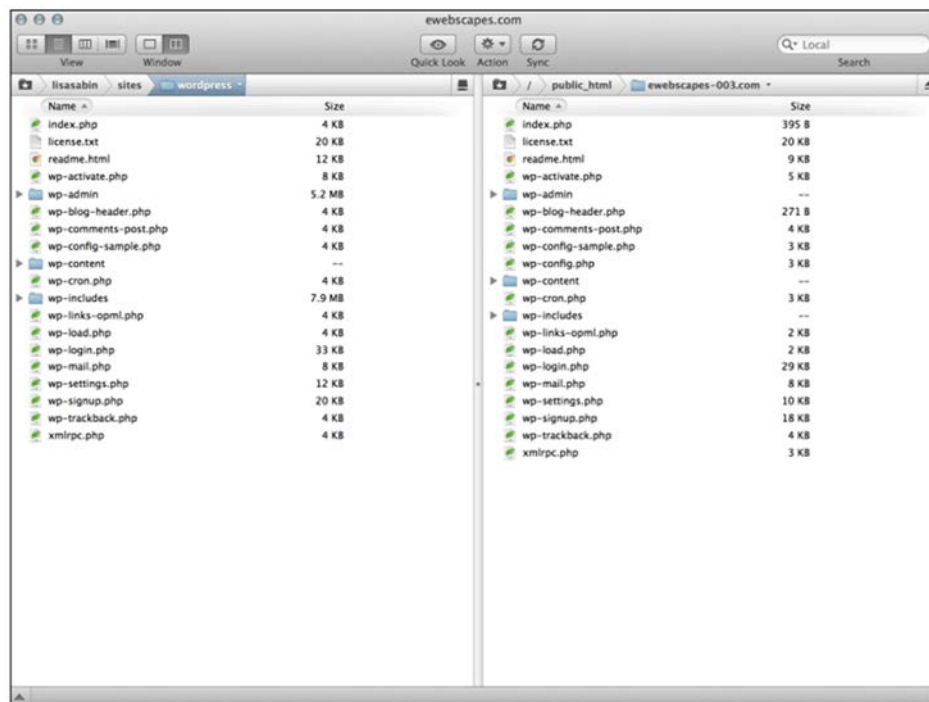 ewebscapes.com
View Window Quick Look Action Sync Search
Local
lisasabin sites wordpress
Name Size
index.php 4 KB
license.txt 20 KB
readme.html 12 KB
wp-activate.php 8 KB
wp-admin 5.2 MB
wp-blog-header.php 4 KB
wp-comments-post.php 4 KB
wp-config-sample.php 4 KB
wp-content --
wp-cron.php 4 KB
wp-includes 7.9 MB
wp-links-opml.php 4 KB
wp-load.php 4 KB
wp-login.php 33 KB
wp-mail.php 8 KB
wp-settings.php 12 KB
wp-signup.php 20 KB
wp-trackback.php 4 KB
xmlrpc.php 4 KB
/ public_html ewebscapes-003.com
Name Size
index.php 395 B
license.txt 20 KB
readme.html 9 KB
wp-activate.php 5 KB
wp-admin --
wp-blog-header.php 271 B
wp-comments-post.php 4 KB
wp-config-sample.php 3 KB
wp-config.php 3 KB
wp-content --
wp-cron.php 3 KB
wp-includes --
wp-links-opml.php 2 KB
wp-load.php 2 KB
wp-login.php 29 KB
wp-mail.php 8 KB
wp-settings.php 10 KB
wp-signup.php 18 KB
wp-trackback.php 4 KB
xmlrpc.php 3 KB